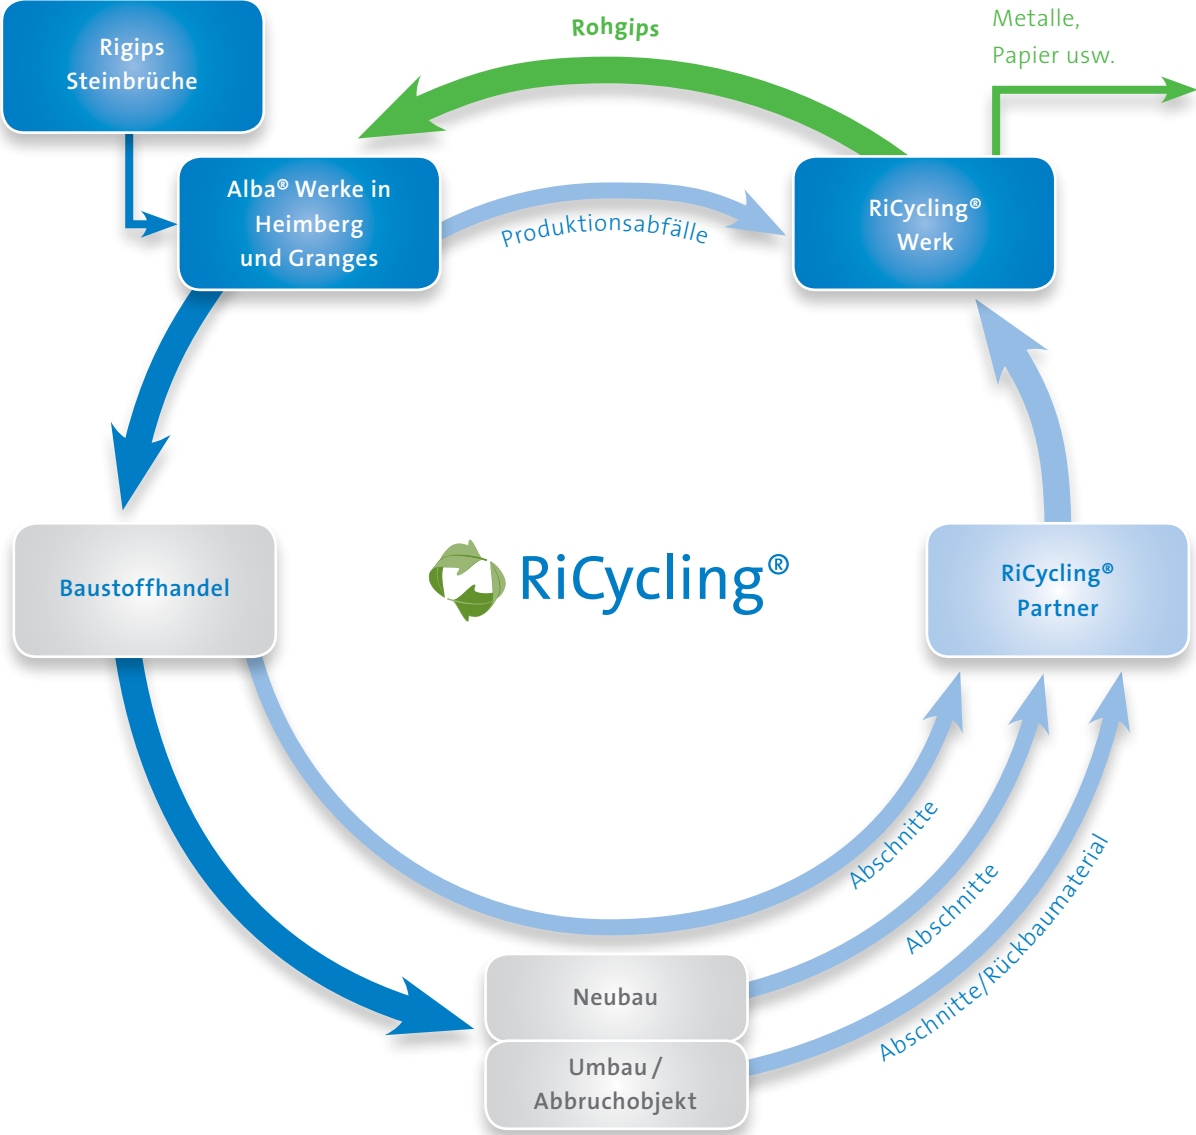 Rohgips
Metalle,
Papier usw.
Rigips
Steinbrüche
Alba® Werke in
Heimberg
und Granges
Produktionsabfälle
RiCycling®
Werk
Baustoffhandel
RiCycling®
RiCycling®
Partner
Abschnitte
Abschnitte
Abschnitte/Rückbaumaterial
Neubau
Umbau /
Abbruchobjekt